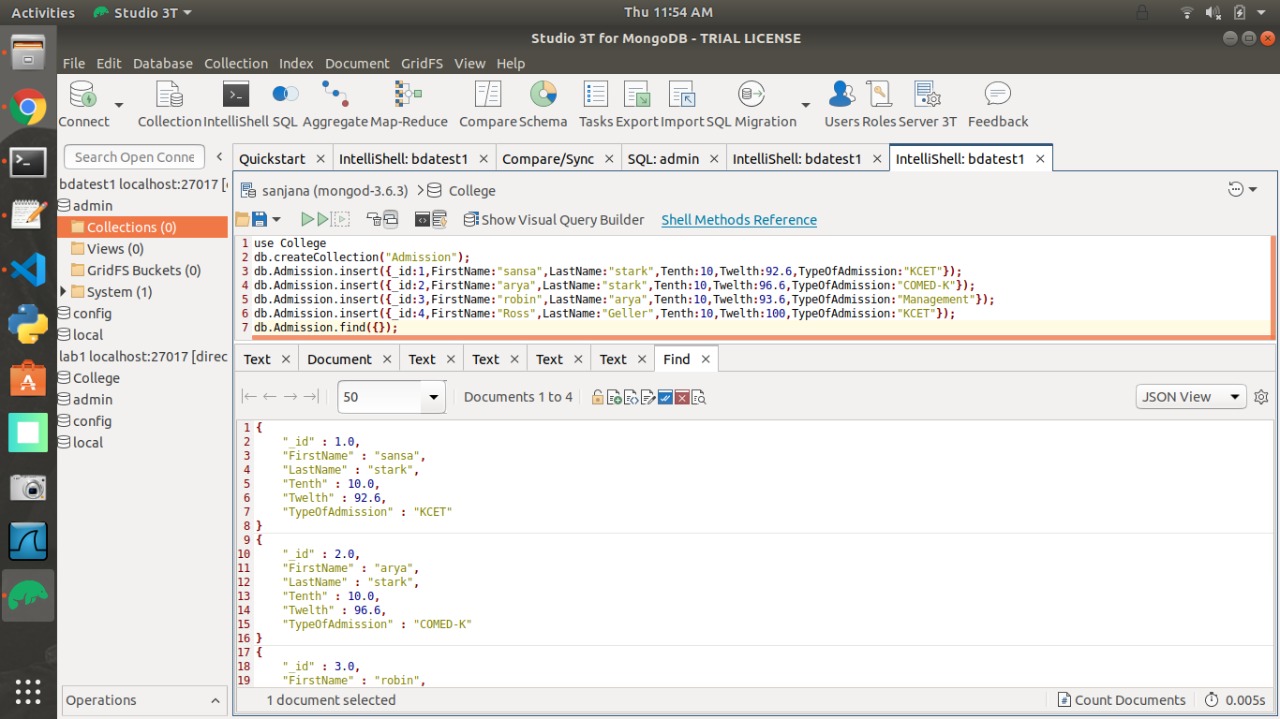 Activities Studio 3T Thu 11:54 AM
Studio 3T for MongoDB - TRIAL LICENSE
File Edit Database Collection Index Document GridFS View Help
Connect Collection IntelliShell SQL Aggregate Map-Reduce Compare Schema Tasks Export Import SQL Migration Users Roles Server 3T Feedback
Search Open Conne
bdatest1 localhost:27017 [
admin
Collections (0)
Views (0)
GridFS Buckets (0)
System (1)
config
local
lab1 localhost:27017 [direc
College
admin
config
local
Operations
Quickstart × IntelliShell: bdatest1 × Compare/Sync × SQL: admin × IntelliShell: bdatest1 × IntelliShell: bdatest1 ×
sanjana (mongod-3.6.3) > College
Show Visual Query Builder Shell Methods Reference
1 use College
2 db.createCollection("Admission");
3 db.Admission.insert({_id:1,FirstName:"sansa",LastName:"stark",Tenth:10,Twelth:92.6,TypeOfAdmission:"KCET"});
4 db.Admission.insert({_id:2,FirstName:"arya",LastName:"stark",Tenth:10,Twelth:96.6,TypeOfAdmission:"COMED-K"});
5 db.Admission.insert({_id:3,FirstName:"robin",LastName:"arya",Tenth:10,Twelth:93.6,TypeOfAdmission:"Management"});
6 db.Admission.insert({_id:4,FirstName:"Ross",LastName:"Geller",Tenth:10,Twelth:100,TypeOfAdmission:"KCET"});
7 db.Admission.find({});
Text × Document × Text × Text × Text × Text × Find ×
50 Documents 1 to 4 JSON View
1 {
2 "_id" : 1.0,
3 "FirstName" : "sansa",
4 "LastName" : "stark",
5 "Tenth" : 10.0,
6 "Twelth" : 92.6,
7 "TypeOfAdmission" : "KCET"
8 }
9 {
10 "_id" : 2.0,
11 "FirstName" : "arya",
12 "LastName" : "stark",
13 "Tenth" : 10.0,
14 "Twelth" : 96.6,
15 "TypeOfAdmission" : "COMED-K"
16 }
17 {
18 "_id" : 3.0,
19 "FirstName" : "robin",
1 document selected Count Documents 0.005s